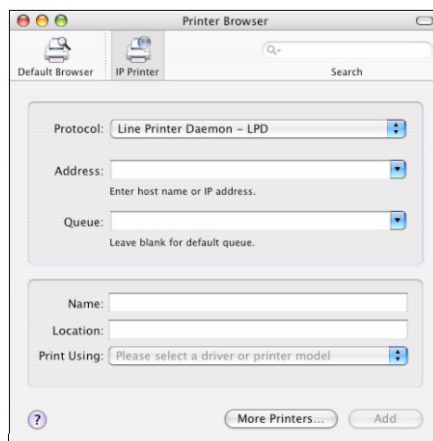 Printer Browser
Default Browser
IP Printer
Search
Protocol: Line Printer Daemon – LPD
Address:
Enter host name or IP address.
Queue:
Leave blank for default queue.
Name:
Location:
Print Using: Please select a driver or printer model
?
More Printers...
Add